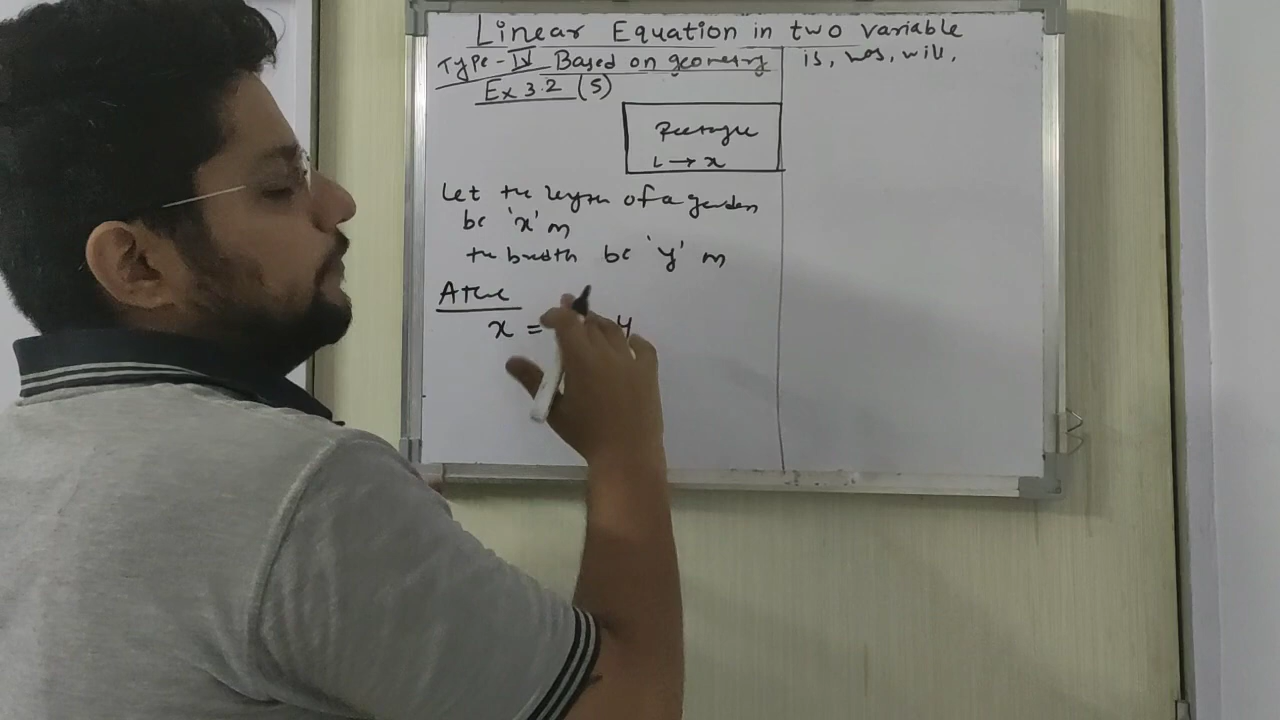 Linear Equation in two variable
Type - IV Based on geometry
Ex 3.2 (5)
is, was, will,
Rectangle
L → x
Let the length of a garden
be 'x' m
the breadth be 'y' m
x = y